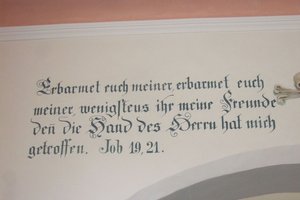 Erbarmet euch meiner, erbarmet euch
meiner, wenigsteus ihr meine Freunde
den̄ die Hand des Herrn hat mich
getroffen. Job 19, 21.